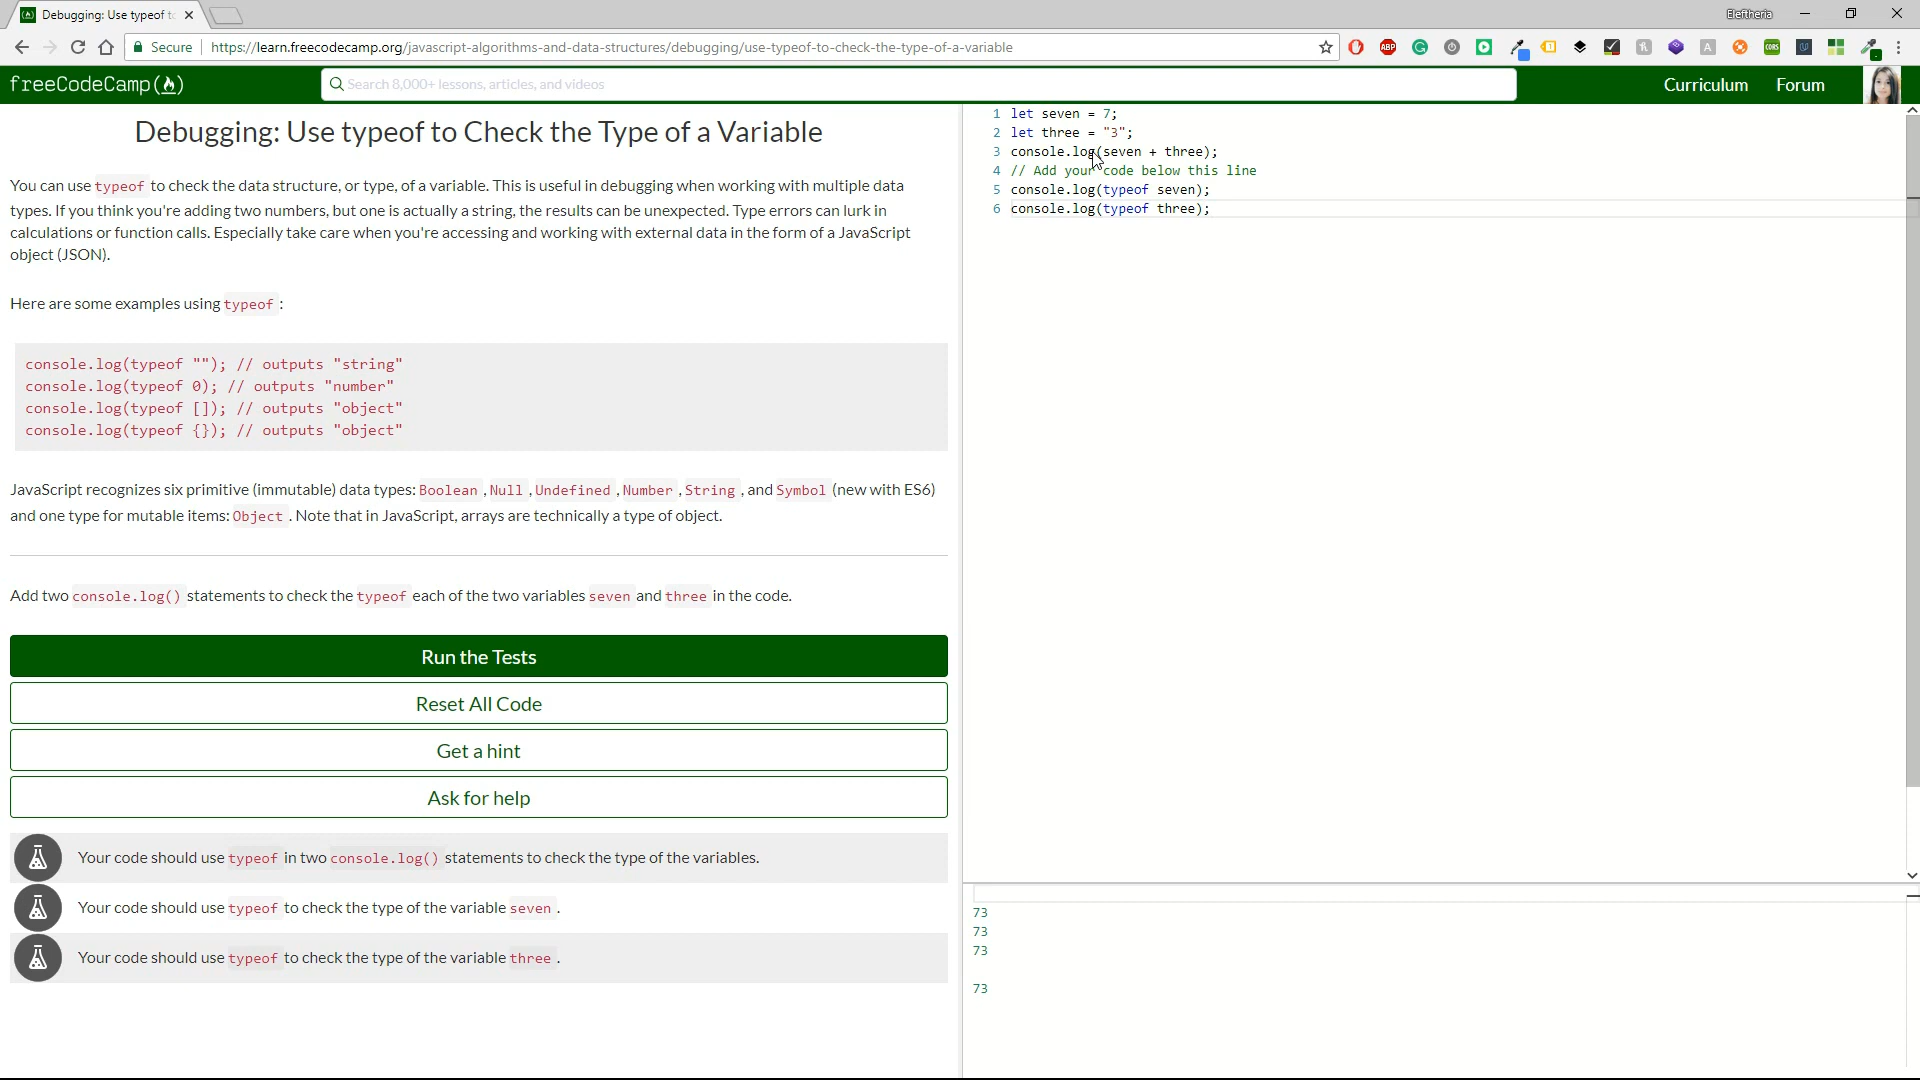 Debugging: Use typeof to
Eleftheria
Secure https://learn.freecodecamp.org/javascript-algorithms-and-data-structures/debugging/use-typeof-to-check-the-type-of-a-variable
freeCodeCamp(🔥)
Search 8,000+ lessons, articles, and videos
Curriculum
Forum
Debugging: Use typeof to Check the Type of a Variable
You can use typeof to check the data structure, or type, of a variable. This is useful in debugging when working with multiple data
types. If you think you're adding two numbers, but one is actually a string, the results can be unexpected. Type errors can lurk in
calculations or function calls. Especially take care when you're accessing and working with external data in the form of a JavaScript
object (JSON).
Here are some examples using typeof :
console.log(typeof ""); // outputs "string"
console.log(typeof 0); // outputs "number"
console.log(typeof []); // outputs "object"
console.log(typeof {}); // outputs "object"
JavaScript recognizes six primitive (immutable) data types: Boolean , Null , Undefined , Number , String , and Symbol (new with ES6)
and one type for mutable items: Object . Note that in JavaScript, arrays are technically a type of object.
Add two console.log() statements to check the typeof each of the two variables seven and three in the code.
Run the Tests
Reset All Code
Get a hint
Ask for help
Your code should use typeof in two console.log() statements to check the type of the variables.
Your code should use typeof to check the type of the variable seven .
Your code should use typeof to check the type of the variable three .
1 let seven = 7;
2 let three = "3";
3 console.log(seven + three);
4 // Add your code below this line
5 console.log(typeof seven);
6 console.log(typeof three);
73
73
73
73